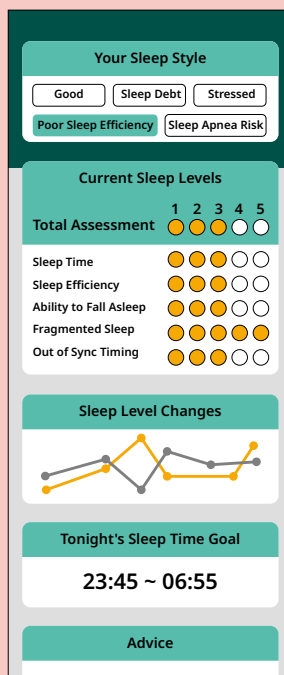 Your Sleep Style
Good Sleep Debt Stressed
Poor Sleep Efficiency Sleep Apnea Risk
Current Sleep Levels
1 2 3 4 5
Total Assessment
Sleep Time
Sleep Efficiency
Ability to Fall Asleep
Fragmented Sleep
Out of Sync Timing
Sleep Level Changes
Tonight's Sleep Time Goal
23:45 ~ 06:55
Advice